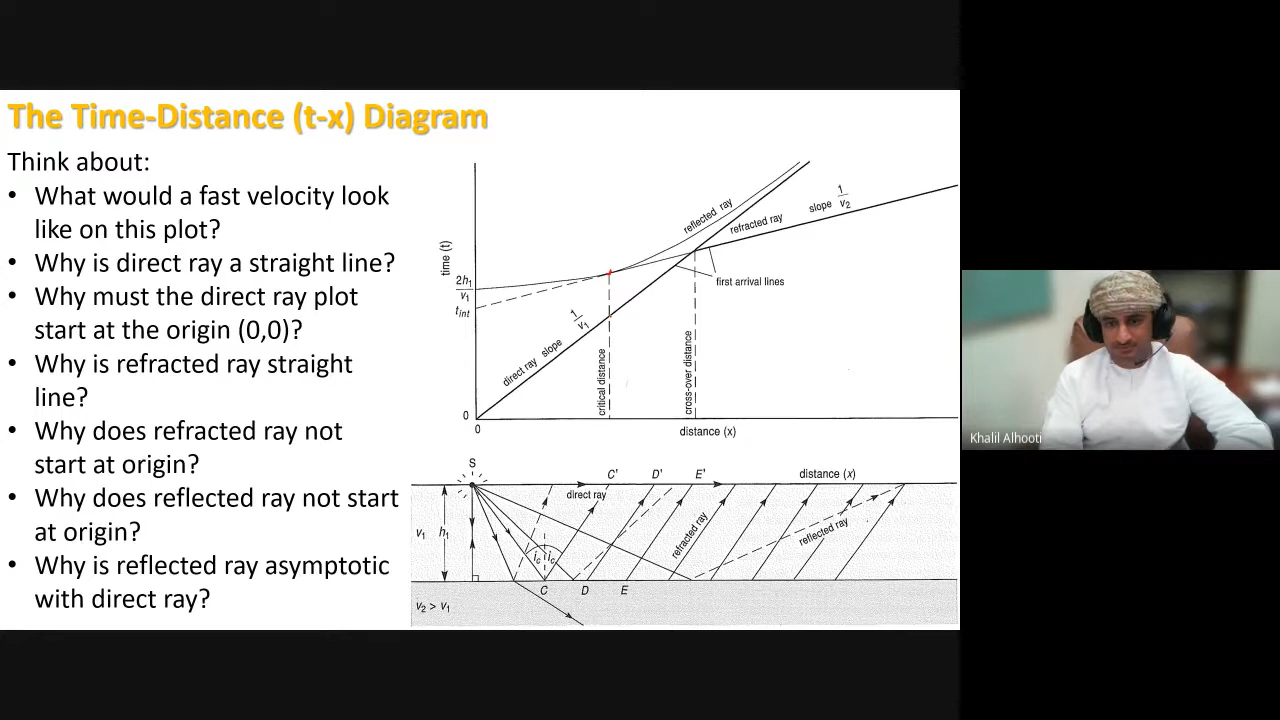 The Time-Distance (t-x) Diagram
Think about:
• What would a fast velocity look
like on this plot?
• Why is direct ray a straight line?
• Why must the direct ray plot
start at the origin (0,0)?
• Why is refracted ray straight
line?
• Why does refracted ray not
start at origin?
• Why does reflected ray not start
at origin?
• Why is reflected ray asymptotic
with direct ray?
time (t)
2h₁
v₁
t_int
0
0
direct ray slope 1/v₁
critical distance
cross-over distance
reflected ray
refracted ray slope 1/v₂
first arrival lines
distance (x)
S
C' D' E' distance (x)
direct ray
v₁ h₁
i_c i_c
refracted ray
reflected ray
C D E
v₂ > v₁
Khalil Alhooti